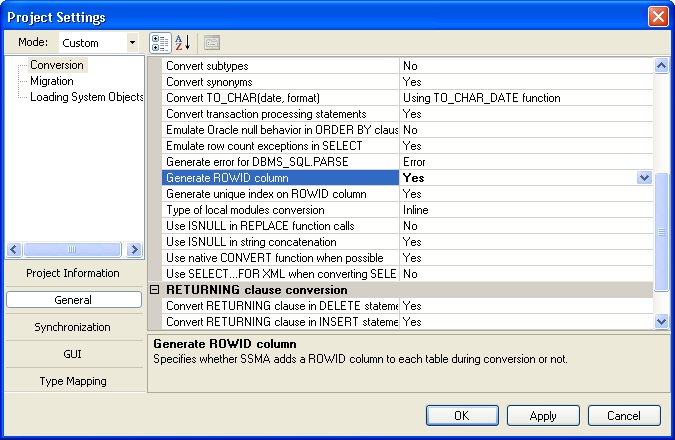 Project Settings
Mode: Custom
Conversion
Migration
Loading System Objects
Project Information
General
Synchronization
GUI
Type Mapping
Convert subtypes No
Convert synonyms Yes
Convert TO_CHAR(date, format) Using TO_CHAR_DATE function
Convert transaction processing statements Yes
Emulate Oracle null behavior in ORDER BY claus No
Emulate row count exceptions in SELECT Yes
Generate error for DBMS_SQL.PARSE Error
Generate ROWID column Yes
Generate unique index on ROWID column Yes
Type of local modules conversion Inline
Use ISNULL in REPLACE function calls No
Use ISNULL in string concatenation Yes
Use native CONVERT function when possible Yes
Use SELECT...FOR XML when converting SELE No
RETURNING clause conversion
Convert RETURNING clause in DELETE stateme Yes
Convert RETURNING clause in INSERT stateme Yes
Generate ROWID column
Specifies whether SSMA adds a ROWID column to each table during conversion or not.
OK Apply Cancel